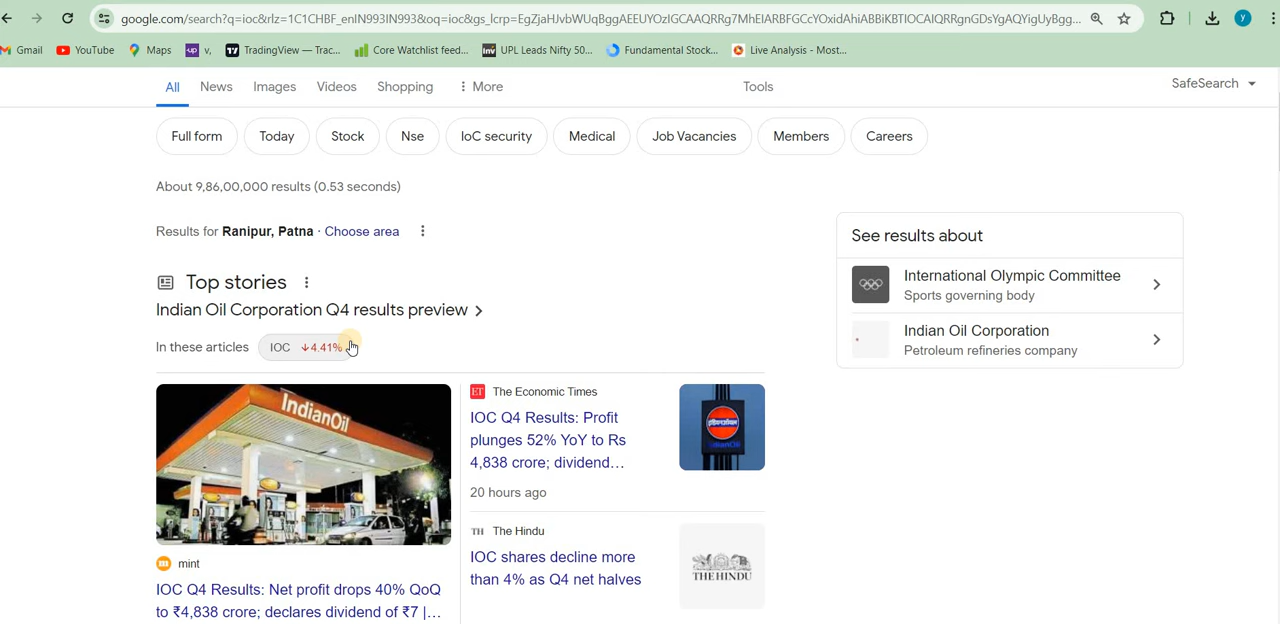 google.com/search?q=ioc&rlz=1C1CHBF_enIN993IN993&oq=ioc&gs_lcrp=EgZjaHJvbWUqBggAEEUYOzIGCAAQRRg7MhEIARBFGCcYOxidAhiABBiKBTIOCAIQRRgnGDsYgAQYigUyBgg...
Gmail YouTube Maps v, TradingView — Trac... Core Watchlist feed... UPL Leads Nifty 50... Fundamental Stock... Live Analysis - Most...
All News Images Videos Shopping More Tools SafeSearch
Full form Today Stock Nse IoC security Medical Job Vacancies Members Careers
About 9,86,00,000 results (0.53 seconds)
Results for Ranipur, Patna · Choose area
See results about
International Olympic Committee
Sports governing body
Indian Oil Corporation
Petroleum refineries company
Top stories
Indian Oil Corporation Q4 results preview
In these articles IOC ↓4.41%
IndianOil
mint
IOC Q4 Results: Net profit drops 40% QoQ
to ₹4,838 crore; declares dividend of ₹7 |...
ET The Economic Times
IOC Q4 Results: Profit
plunges 52% YoY to Rs
4,838 crore; dividend...
20 hours ago
TH The Hindu
IOC shares decline more
than 4% as Q4 net halves
THE HINDU